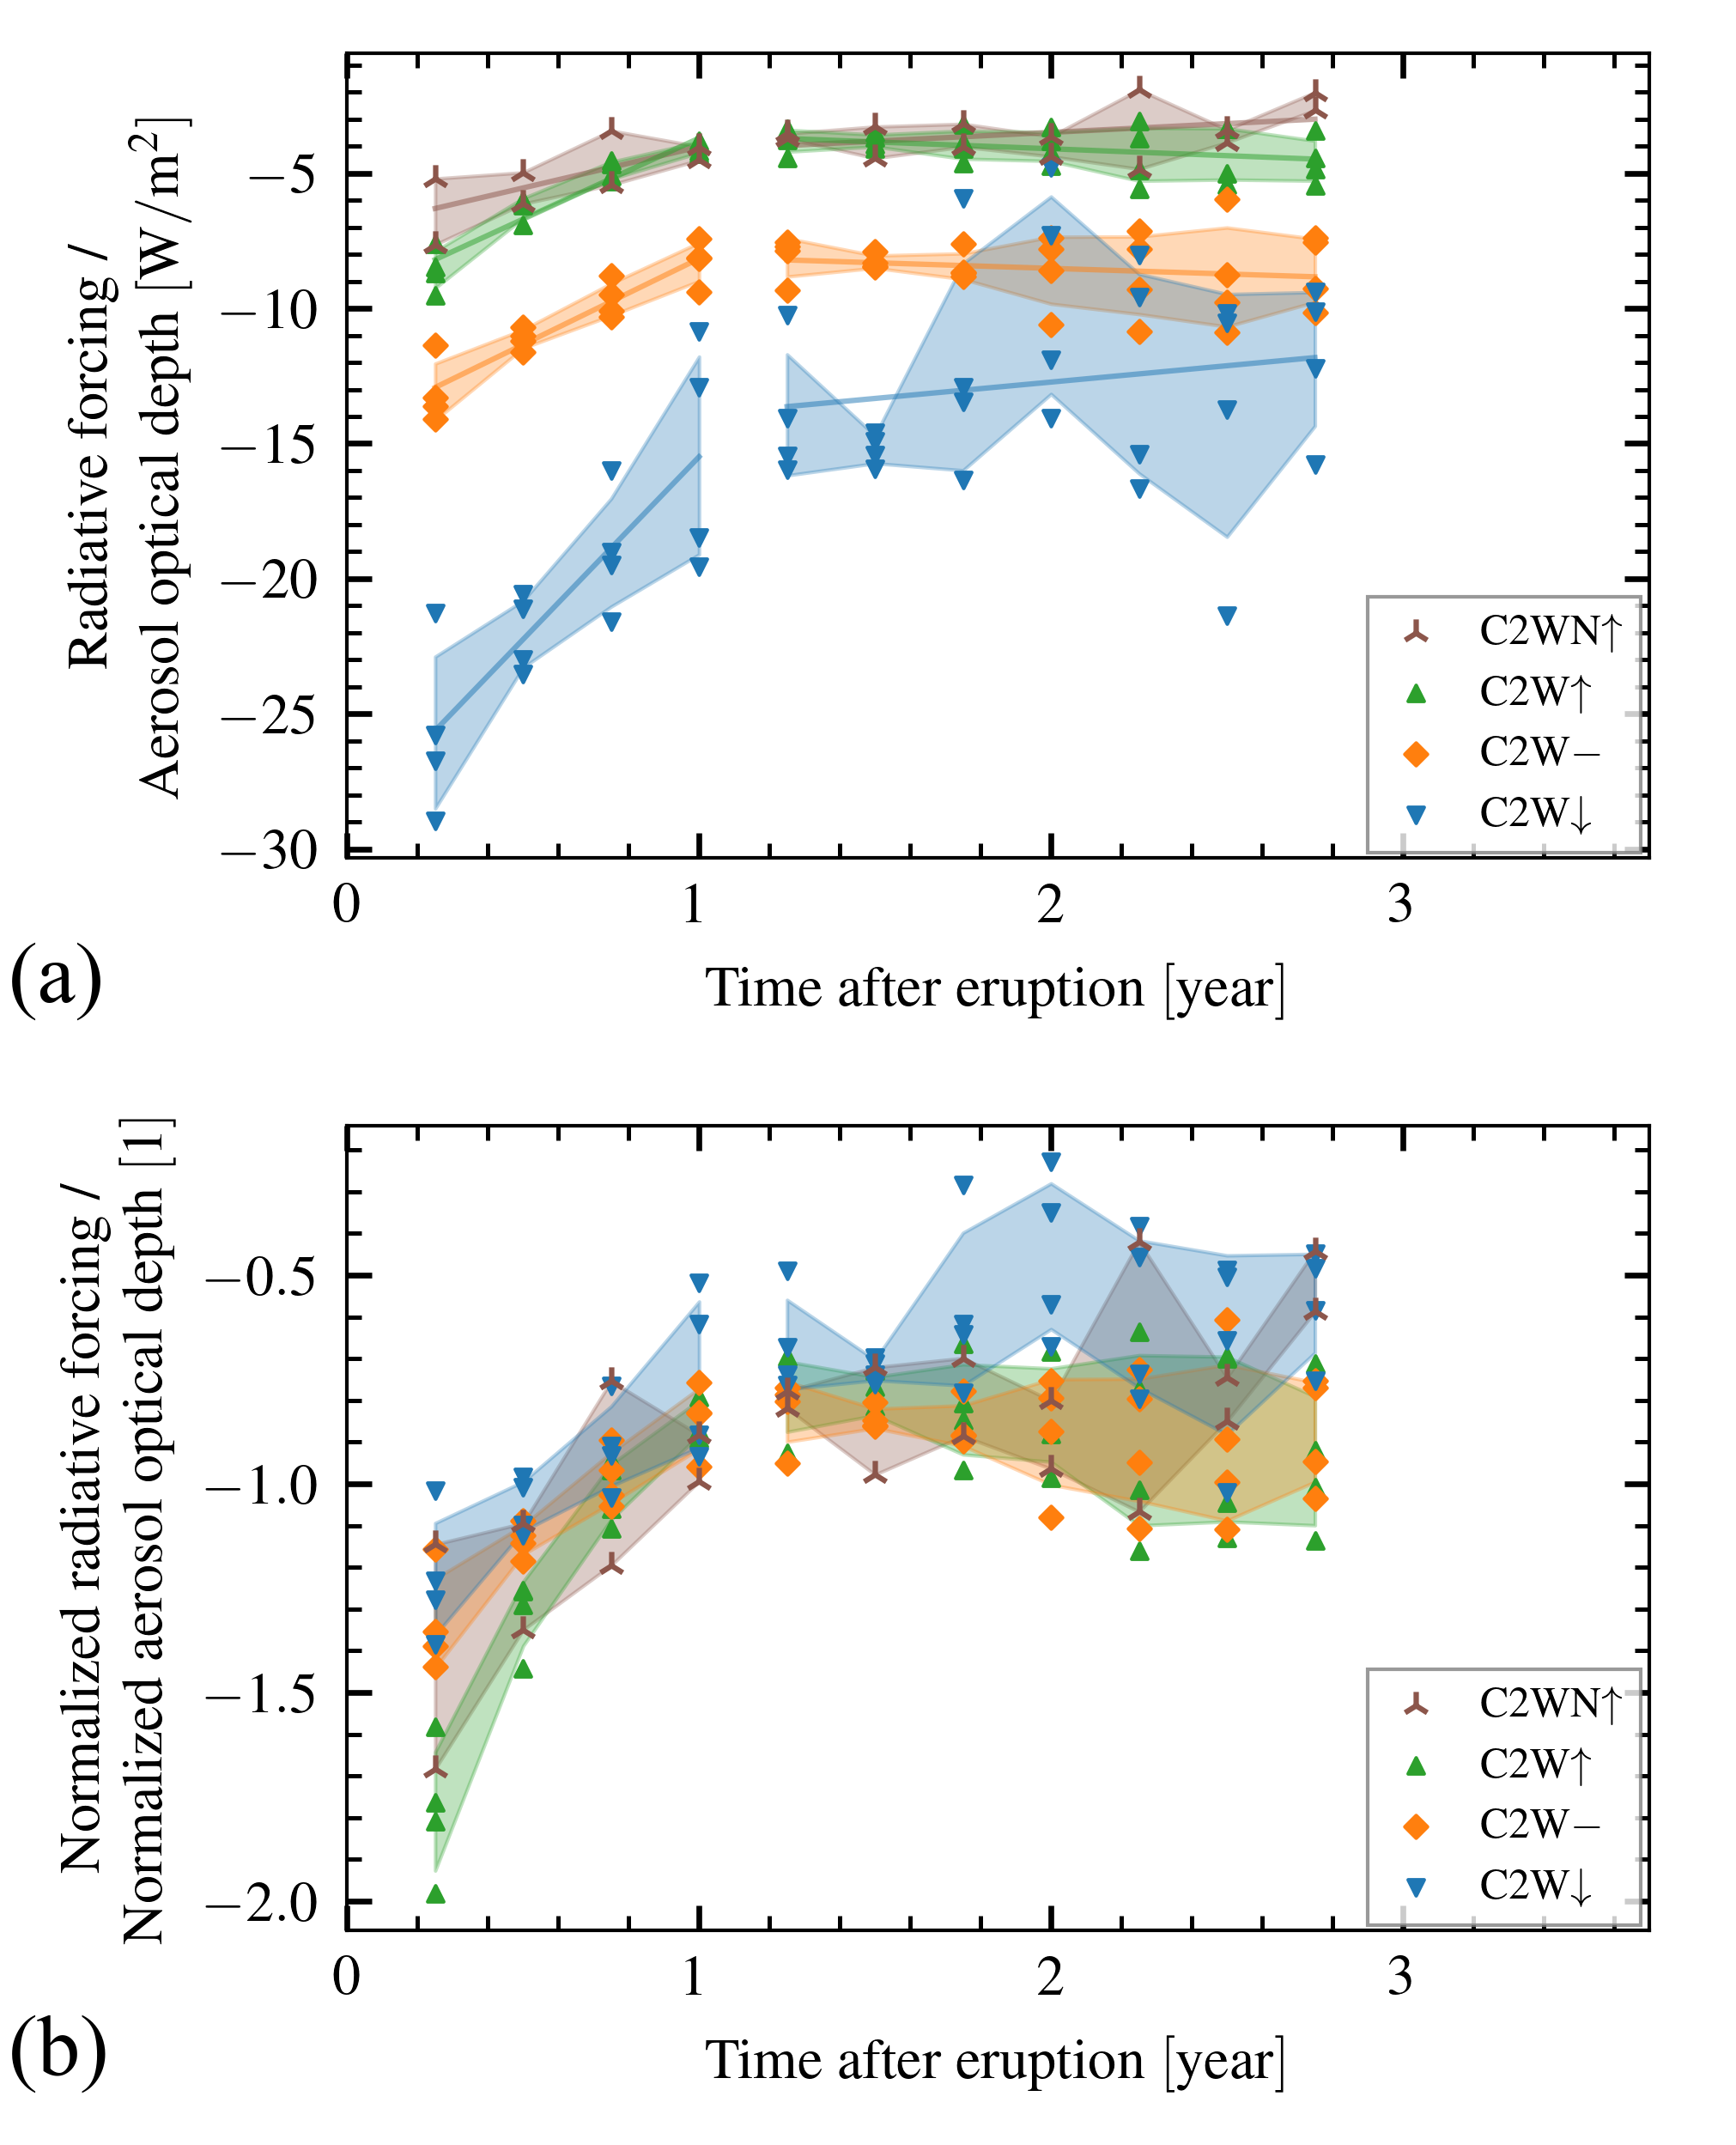 Radiative forcing /
Aerosol optical depth [W/m²]
−5
−10
−15
−20
−25
−30
0 1 2 3
C2WN↑
C2W↑
C2W−
C2W↓
Time after eruption [year]
(a)
Normalized radiative forcing /
Normalized aerosol optical depth [1]
−0.5
−1.0
−1.5
−2.0
0 1 2 3
C2WN↑
C2W↑
C2W−
C2W↓
Time after eruption [year]
(b)